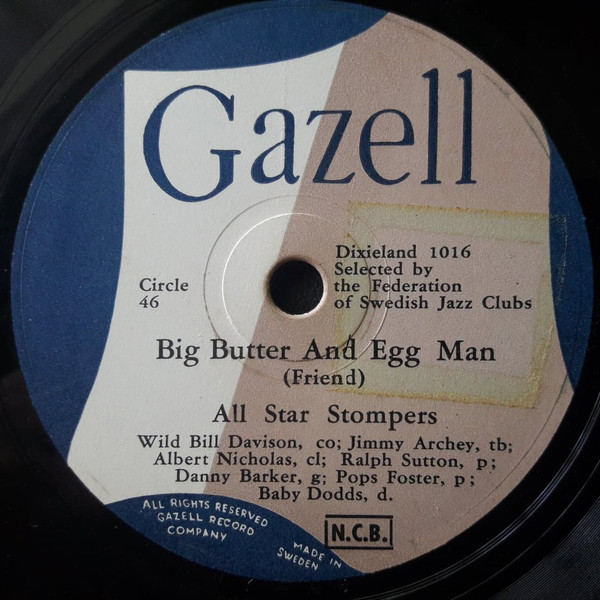 Gazell
Dixieland 1016
Selected by
the Federation
of Swedish Jazz Clubs
Circle
46
Big Butter And Egg Man
(Friend)
All Star Stompers
Wild Bill Davison, co; Jimmy Archey, tb;
Albert Nicholas, cl; Ralph Sutton, p;
Danny Barker, g; Pops Foster, p;
Baby Dodds, d.
ALL RIGHTS RESERVED
GAZELL RECORD
COMPANY
MADE IN
SWEDEN
N.C.B.